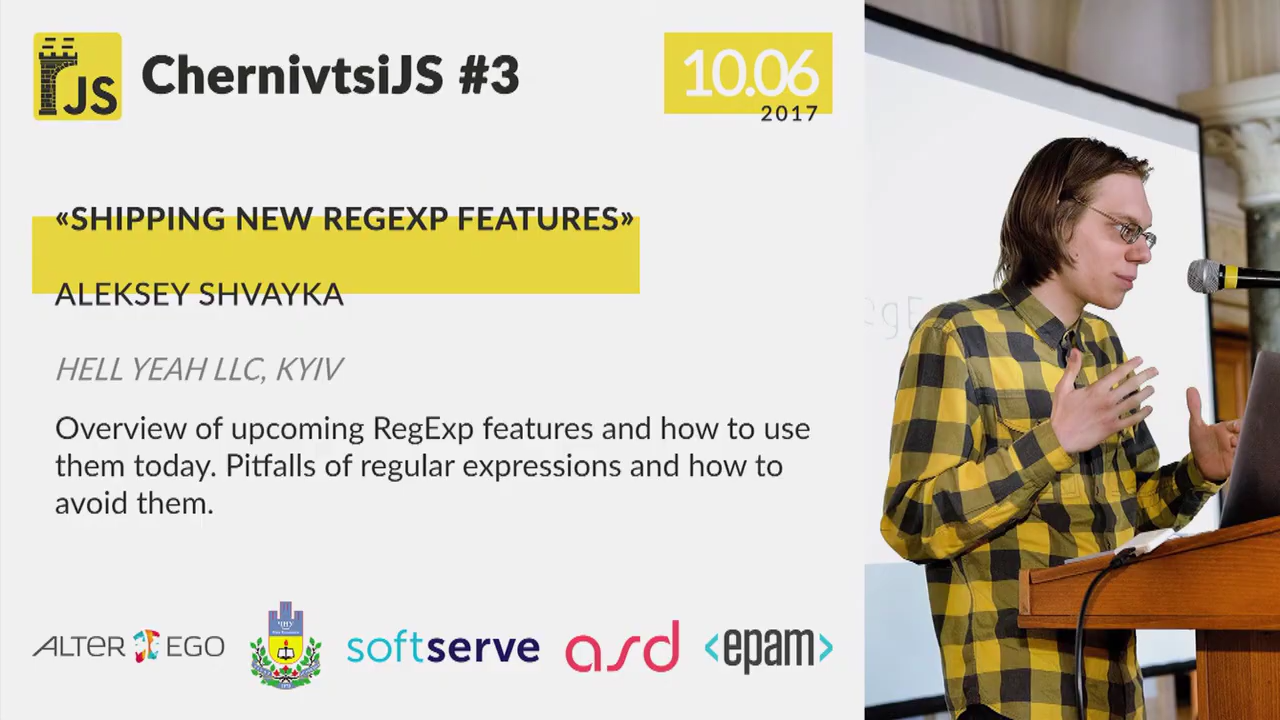 JS
ChernivtsiJS #3
10.06
2017
«SHIPPING NEW REGEXP FEATURES»
ALEKSEY SHVAYKA
HELL YEAH LLC, KYIV
Overview of upcoming RegExp features and how to use
them today. Pitfalls of regular expressions and how to
avoid them.
ALTER EGO
softserve
asd
<epam>